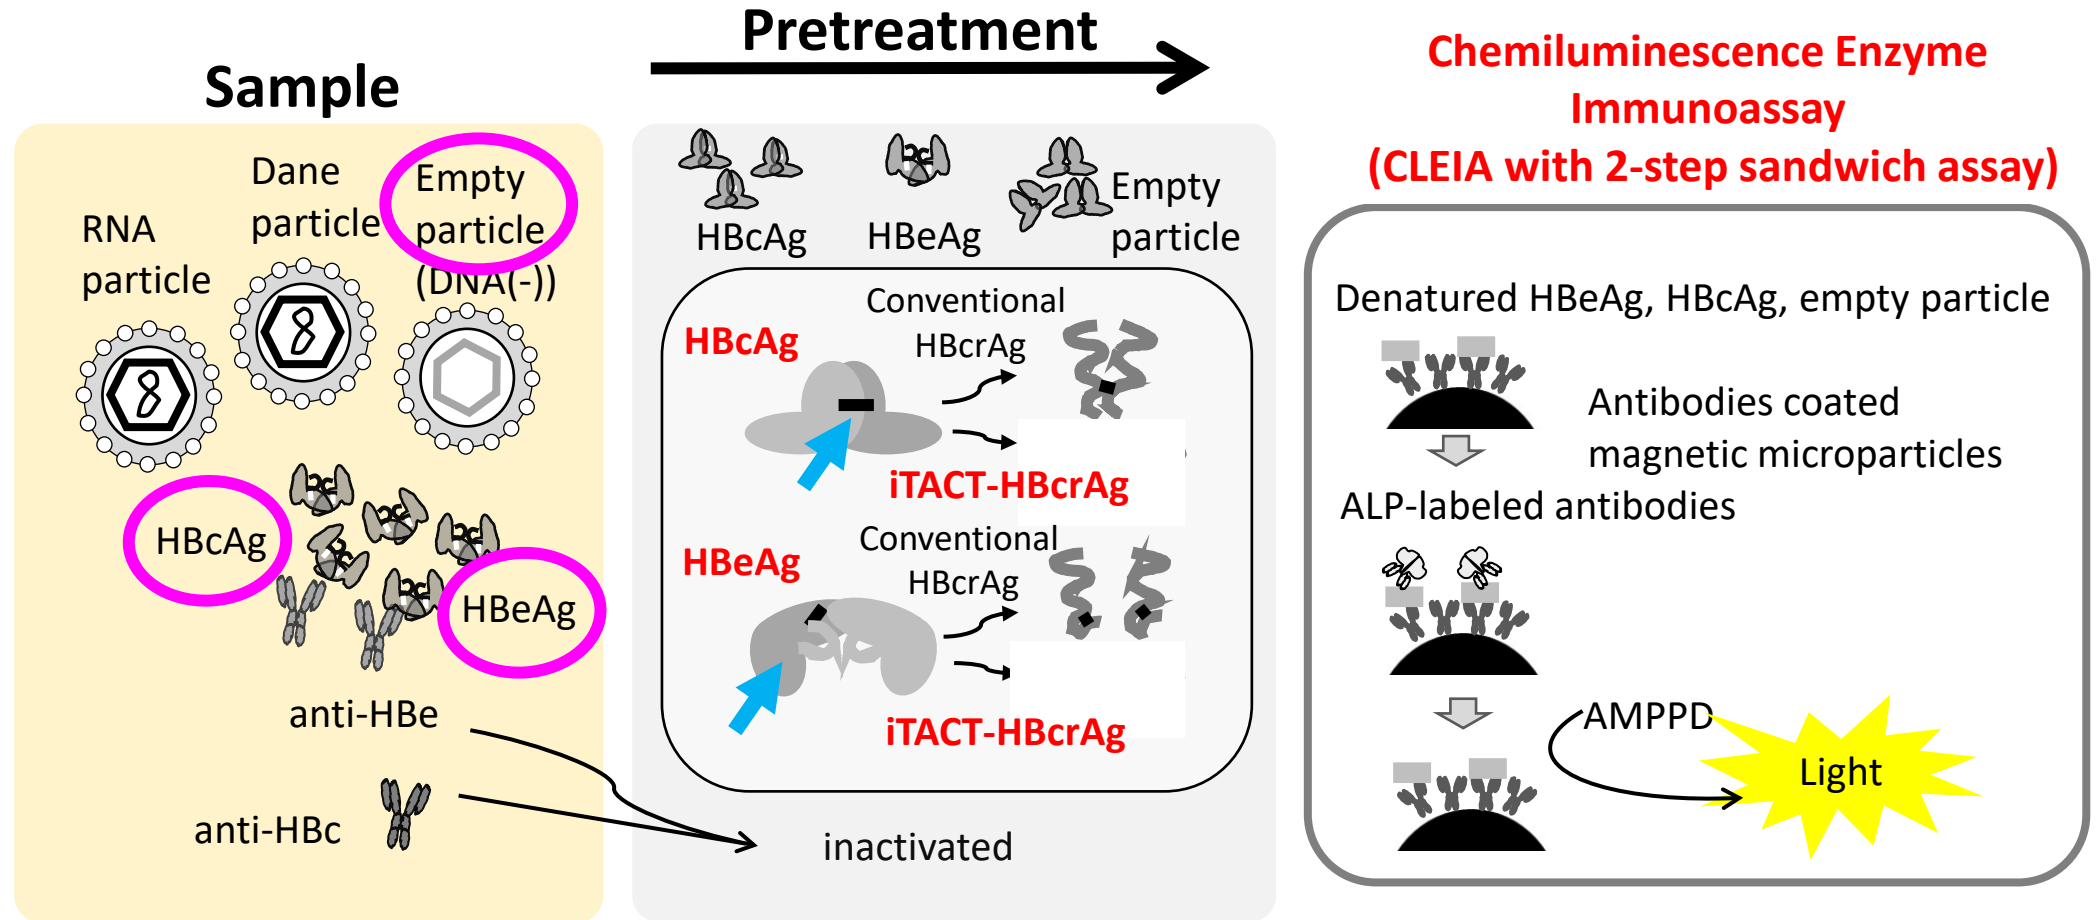 Sample
RNA
particle
Dane
particle
Empty
particle
(DNA(-))
HBcAg
HBeAg
anti-HBe
anti-HBc
Pretreatment
HBcAg
HBeAg
Empty
particle
HBcAg
Conventional
HBcrAg
iTACT-HBcrAg
HBeAg
Conventional
HBcrAg
iTACT-HBcrAg
inactivated
Chemiluminescence Enzyme
Immunoassay
(CLEIA with 2-step sandwich assay)
Denatured HBeAg, HBcAg, empty particle
Antibodies coated
magnetic microparticles
ALP-labeled antibodies
AMPPD
Light